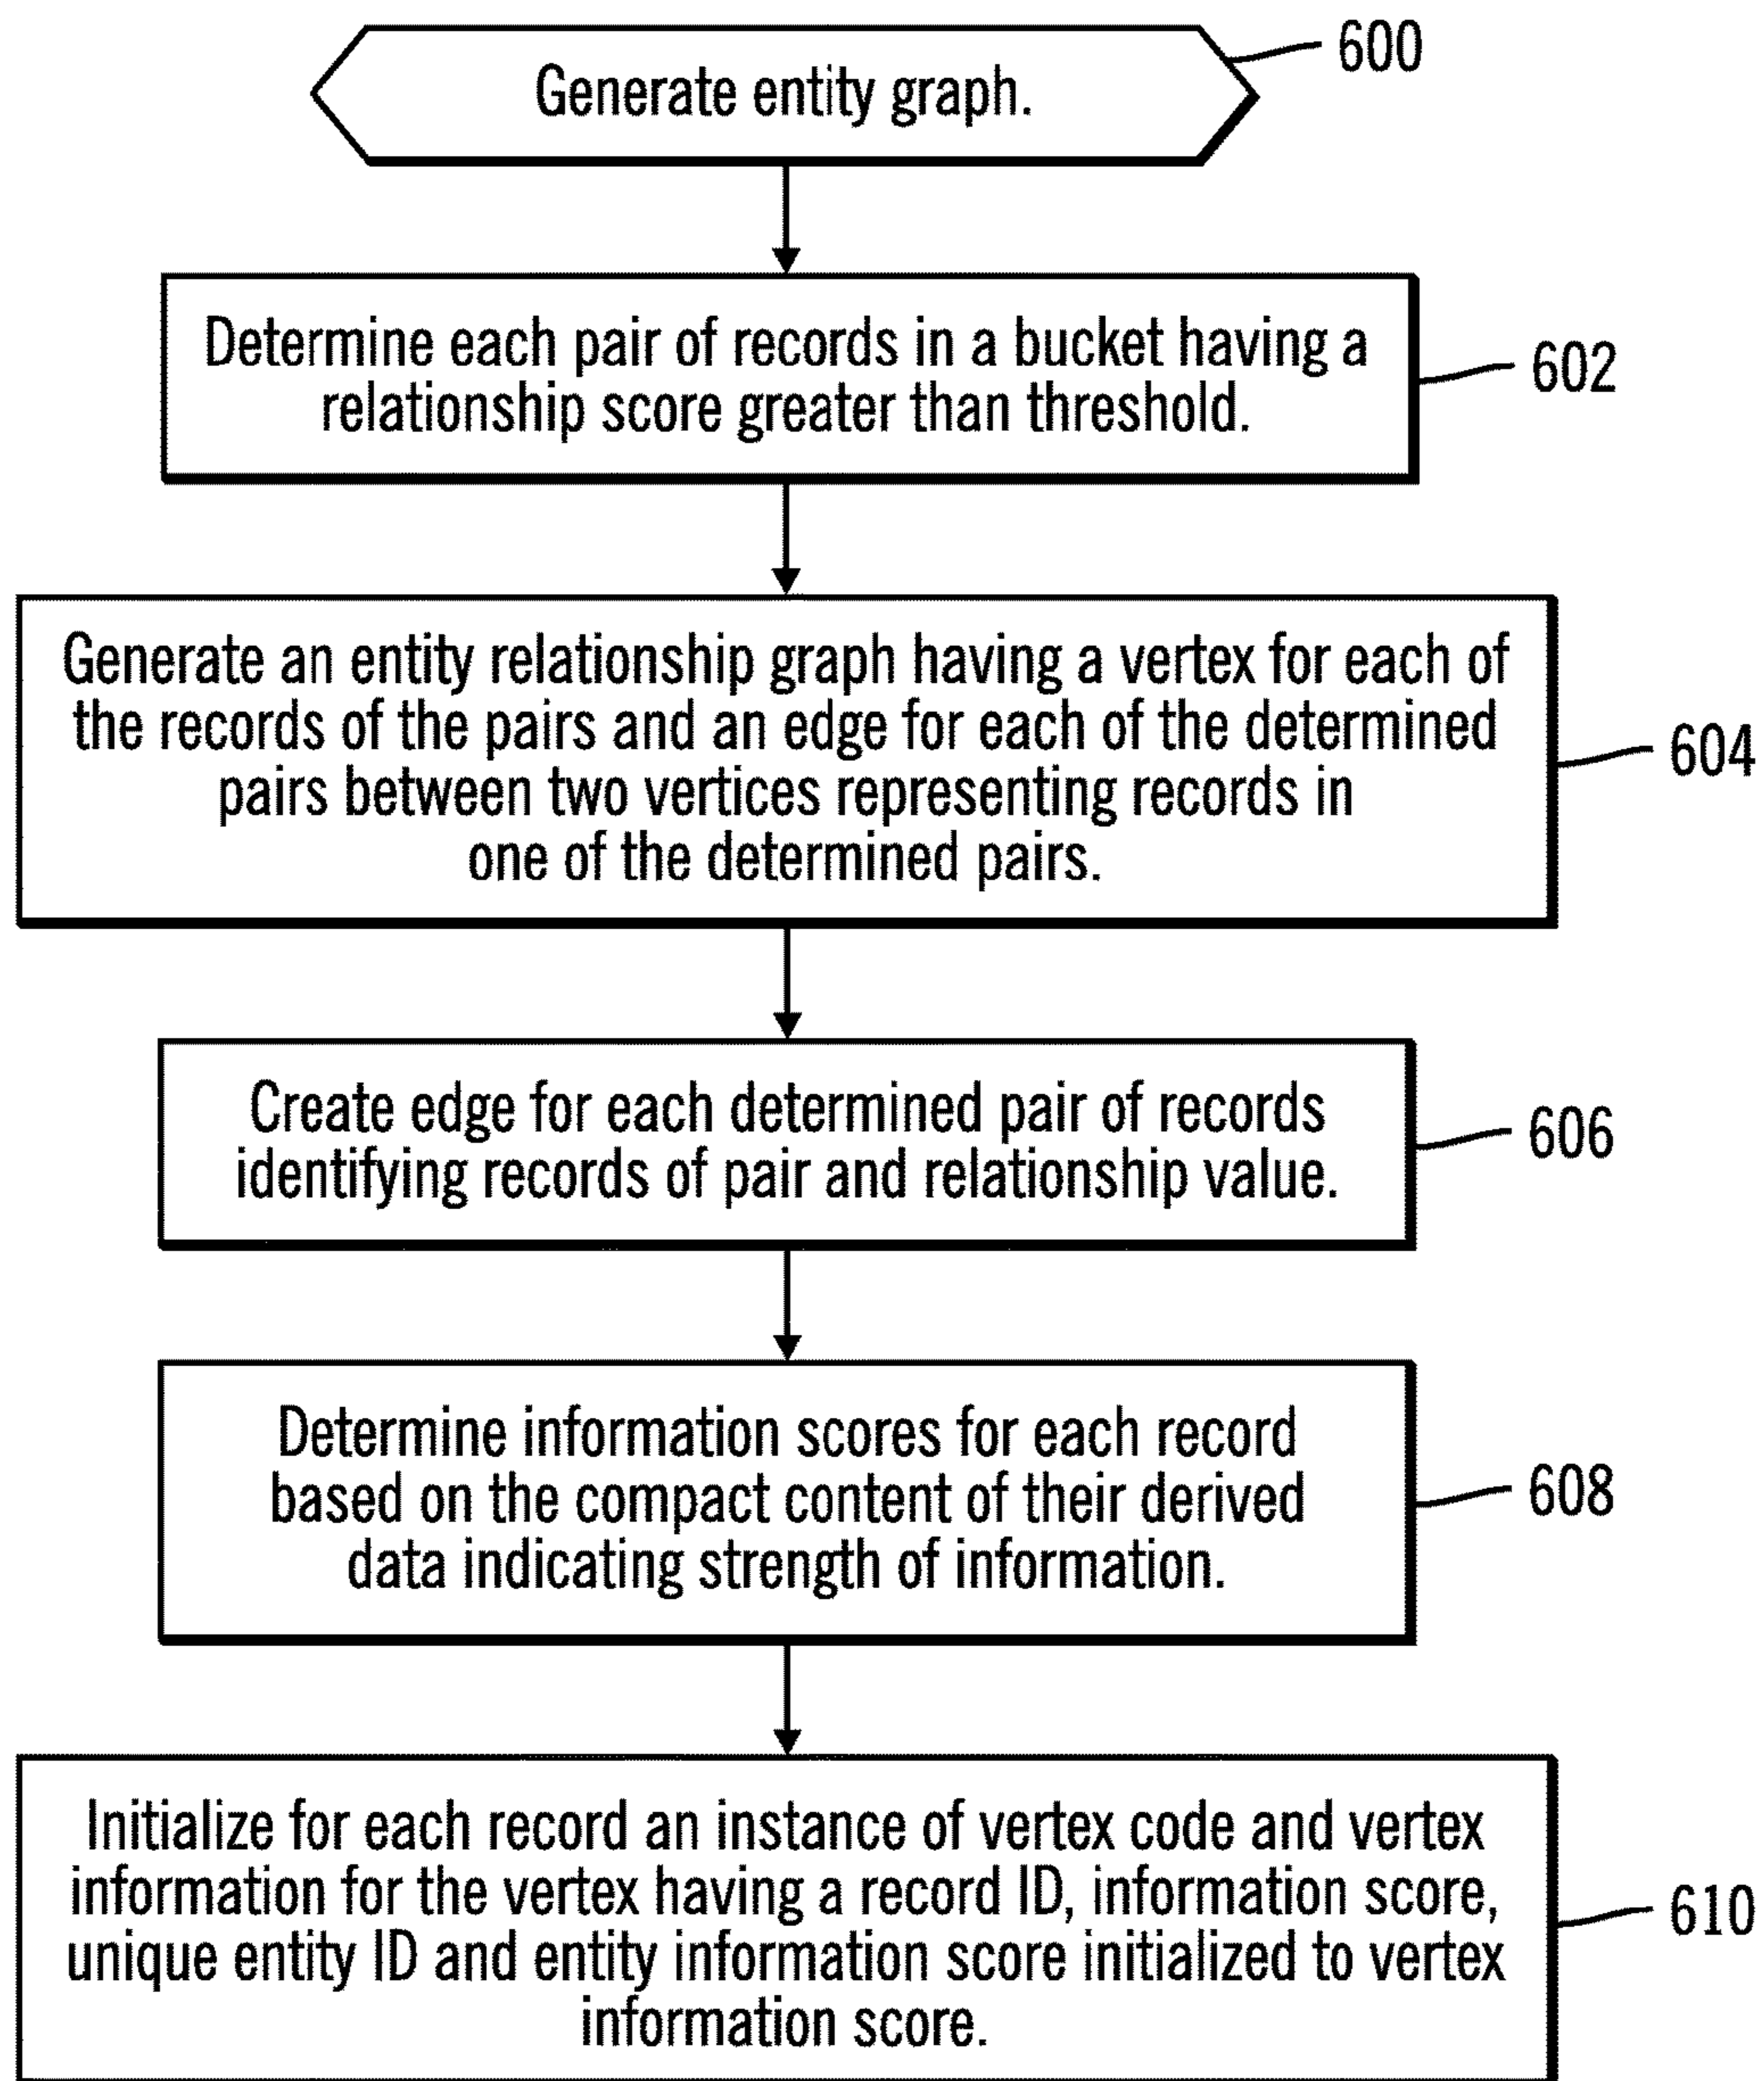 Generate entity graph.
600
Determine each pair of records in a bucket having a
relationship score greater than threshold.
602
Generate an entity relationship graph having a vertex for each of
the records of the pairs and an edge for each of the determined
pairs between two vertices representing records in
one of the determined pairs.
604
Create edge for each determined pair of records
identifying records of pair and relationship value.
606
Determine information scores for each record
based on the compact content of their derived
data indicating strength of information.
608
Initialize for each record an instance of vertex code and vertex
information for the vertex having a record ID, information score,
unique entity ID and entity information score initialized to vertex
information score.
610